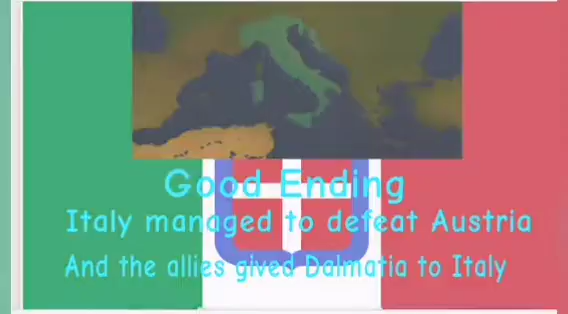 Good Ending
Italy managed to defeat Austria
And the allies gived Dalmatia to Italy